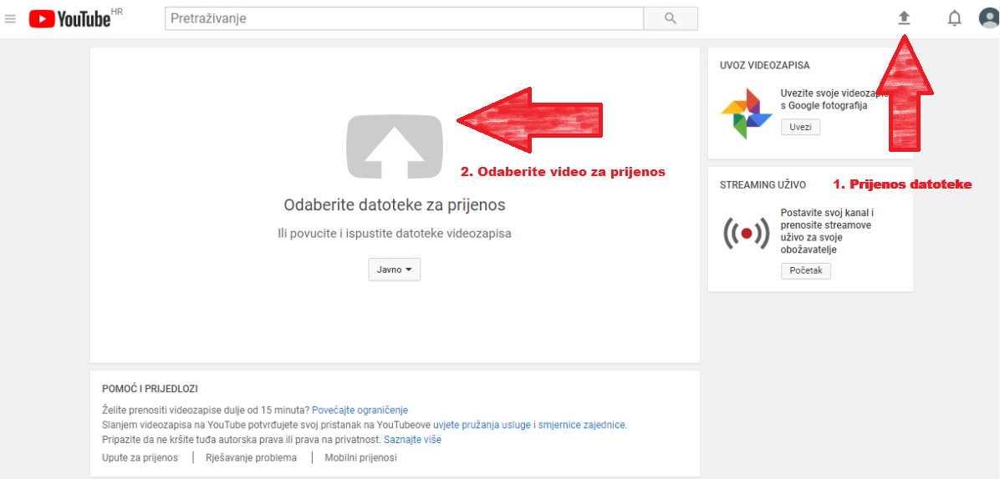 YouTube HR
Pretraživanje
2. Odaberite video za prijenos
Odaberite datoteke za prijenos
Ili povucite i ispustite datoteke videozapisa
Javno
UVOZ VIDEOZAPISA
Uvezite svoje videozapise
s Google fotografija
Uvezi
1. Prijenos datoteke
STREAMING UŽIVO
Postavite svoj kanal i
prenosite streamove
uživo za svoje
obožavatelje
Početak
POMOĆ I PRIJEDLOZI
Želite prenositi videozapise dulje od 15 minuta? Povećajte ograničenje
Slanjem videozapisa na YouTube potvrđujete svoj pristanak na YouTubeove uvjete pružanja usluge i smjernice zajednice.
Pripazite da ne kršite tuđa autorska prava ili prava na privatnost. Saznajte više
Upute za prijenos | Rješavanje problema | Mobilni prijenosi